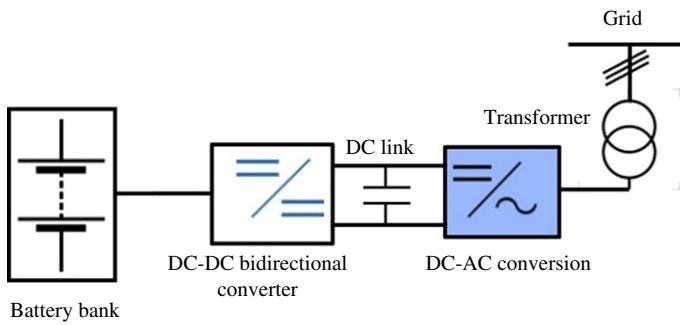 Grid
Transformer
DC link
DC-DC bidirectional
converter
DC-AC conversion
Battery bank